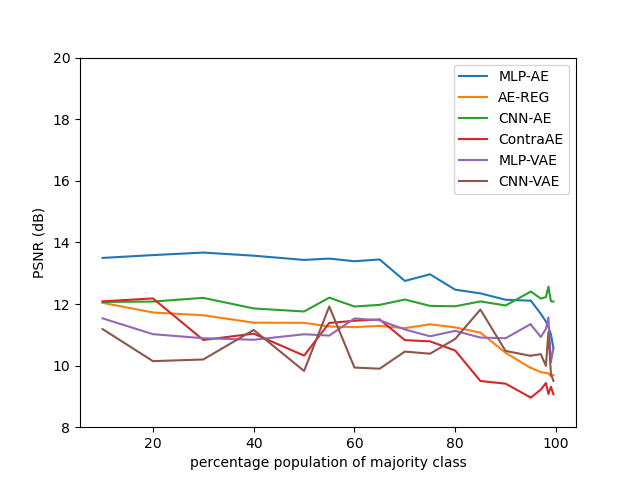 20
18
16
14
12
10
8
PSNR (dB)
MLP-AE
AE-REG
CNN-AE
ContraAE
MLP-VAE
CNN-VAE
20 40 60 80 100
percentage population of majority class